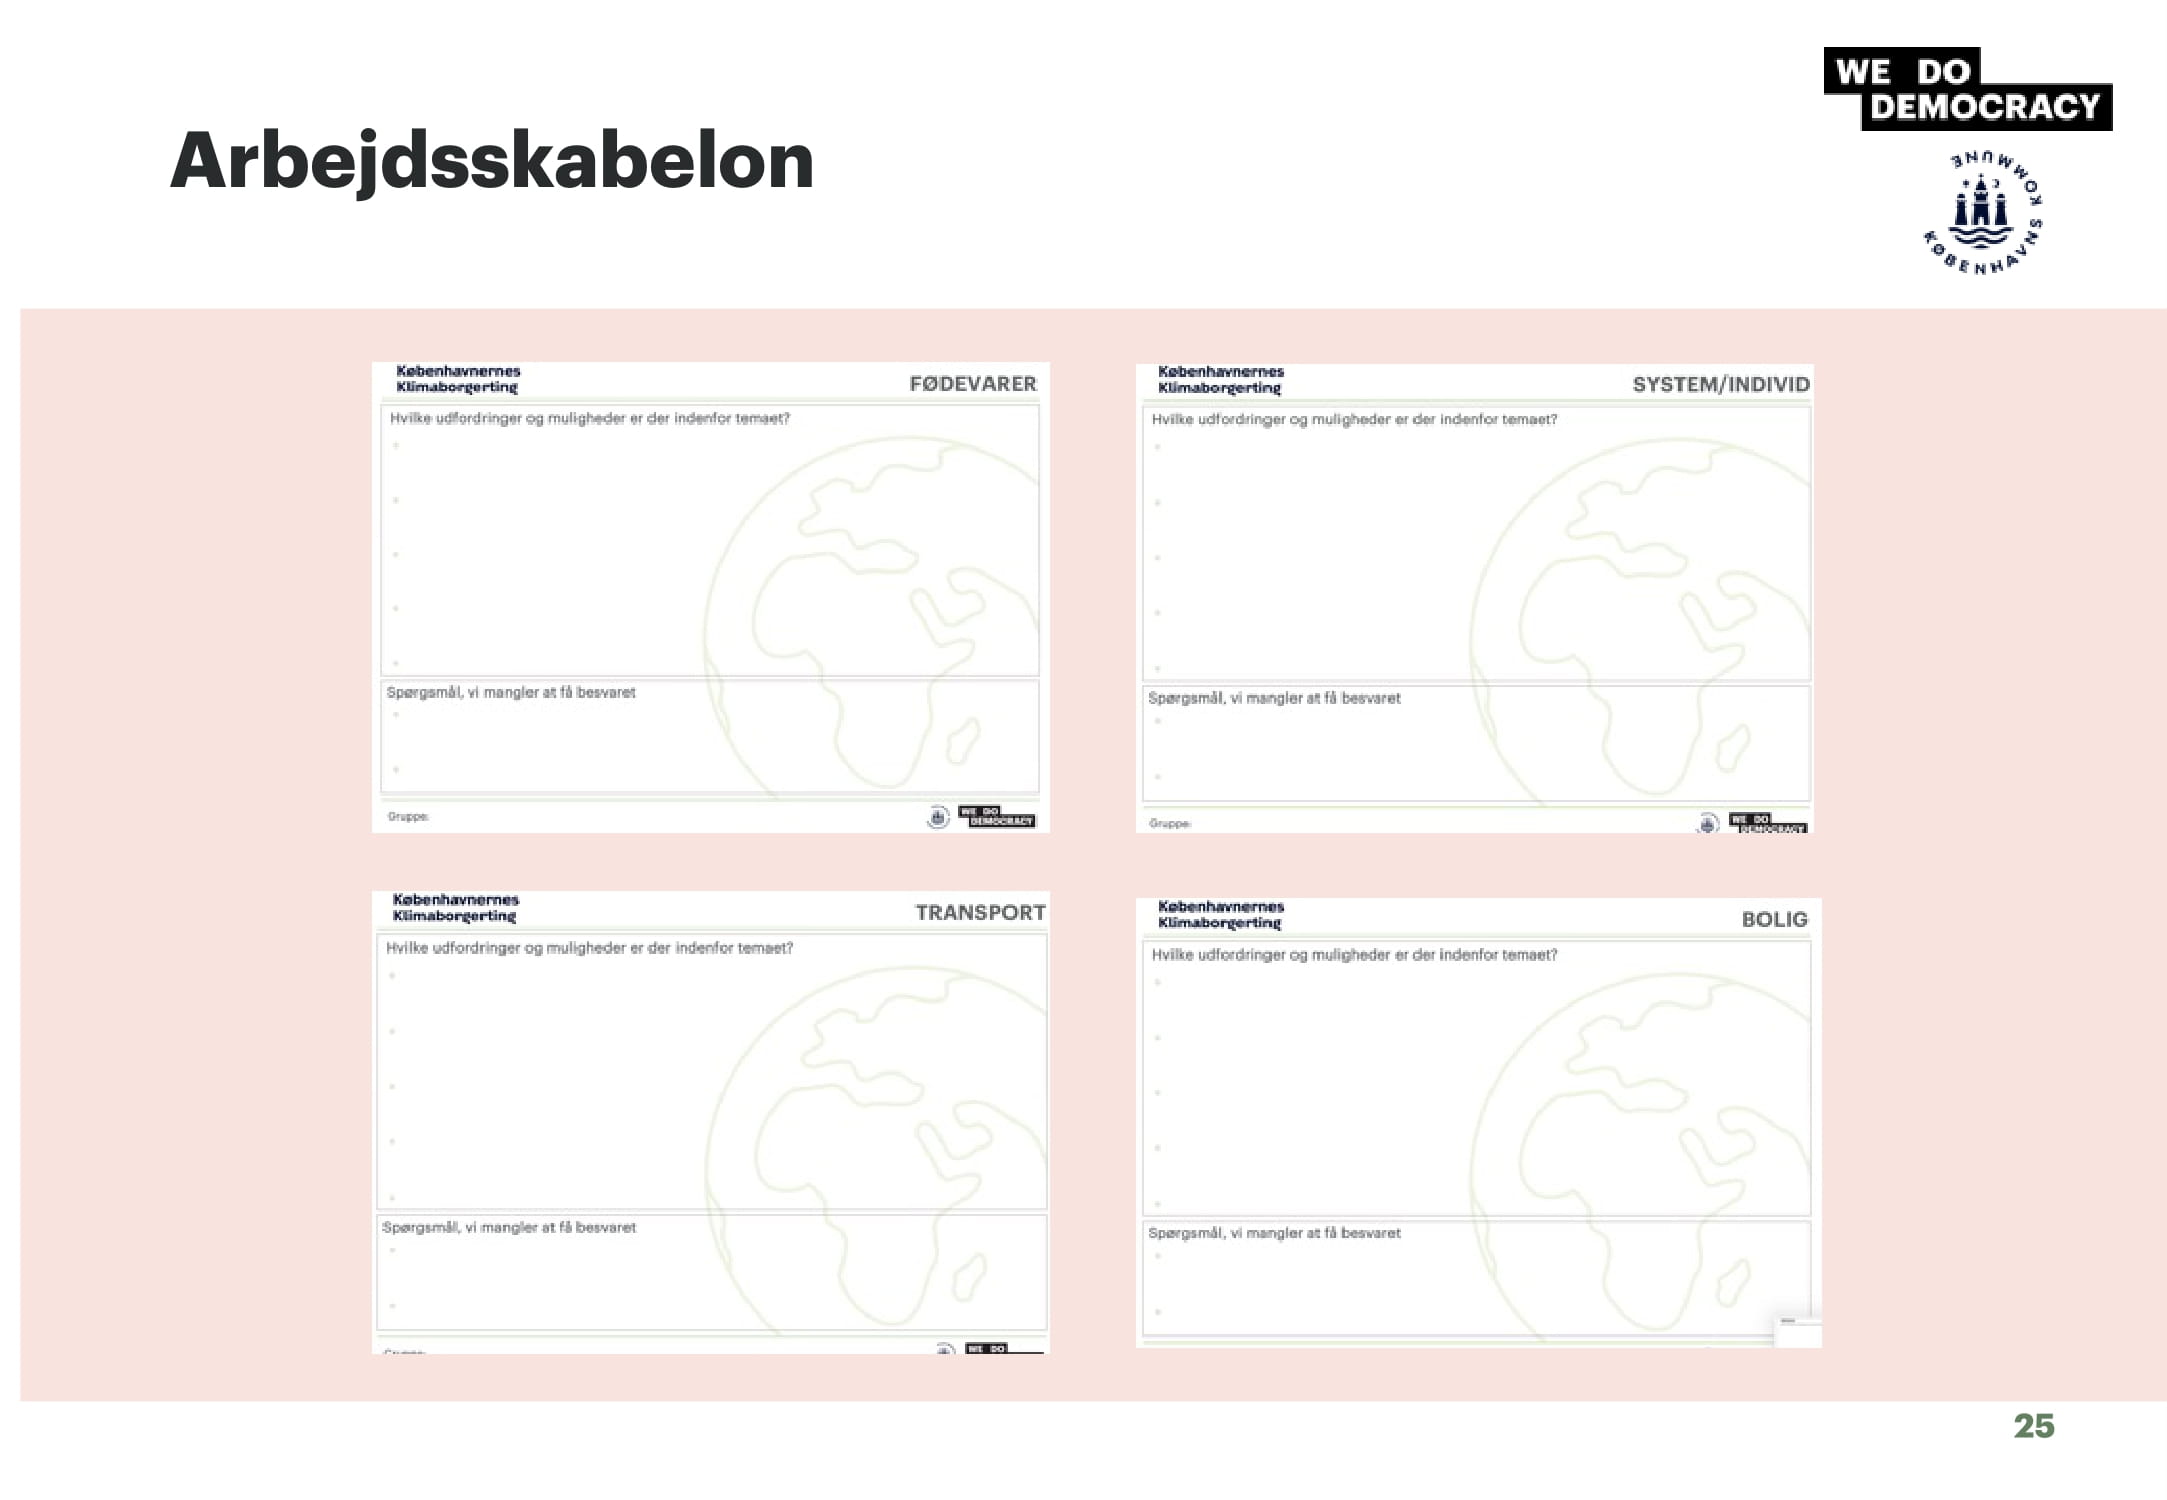 WE DO
DEMOCRACY
KØBENHAVNS KOMMUNE
Arbejdsskabelon
Københavnernes
Klimaborgerting
FØDEVARER
Hvilke udfordringer og muligheder er der indenfor temaet?
Spørgsmål, vi mangler at få besvaret
Gruppe:
WE DO
DEMOCRACY
Københavnernes
Klimaborgerting
SYSTEM/INDIVID
Hvilke udfordringer og muligheder er der indenfor temaet?
Spørgsmål, vi mangler at få besvaret
Gruppe:
WE DO
DEMOCRACY
Københavnernes
Klimaborgerting
TRANSPORT
Hvilke udfordringer og muligheder er der indenfor temaet?
Spørgsmål, vi mangler at få besvaret
WE DO
Københavnernes
Klimaborgerting
BOLIG
Hvilke udfordringer og muligheder er der indenfor temaet?
Spørgsmål, vi mangler at få besvaret
25